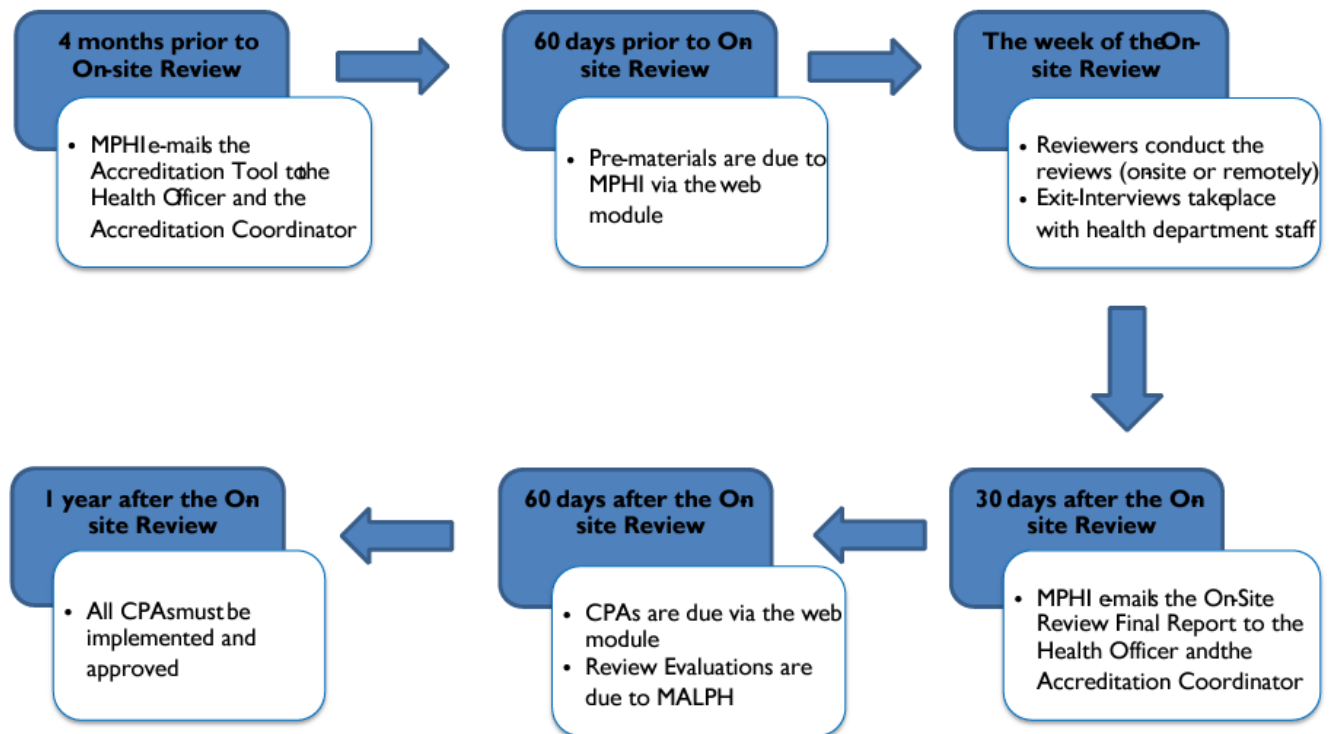 4 months prior to
On-site Review
• MPHI e-mails the
Accreditation Tool to the
Health Officer and the
Accreditation Coordinator
60 days prior to On-
site Review
• Pre-materials are due to
MPHI via the web
module
The week of the On-
site Review
• Reviewers conduct the
reviews (on-site or remotely)
• Exit-Interviews take place
with health department staff
30 days after the On-
site Review
• MPHI e-mails the On-Site
Review Final Report to the
Health Officer and the
Accreditation Coordinator
60 days after the On-
site Review
• CPAs are due via the web
module
• Review Evaluations are
due to MALPH
1 year after the On-
site Review
• All CPAs must be
implemented and
approved